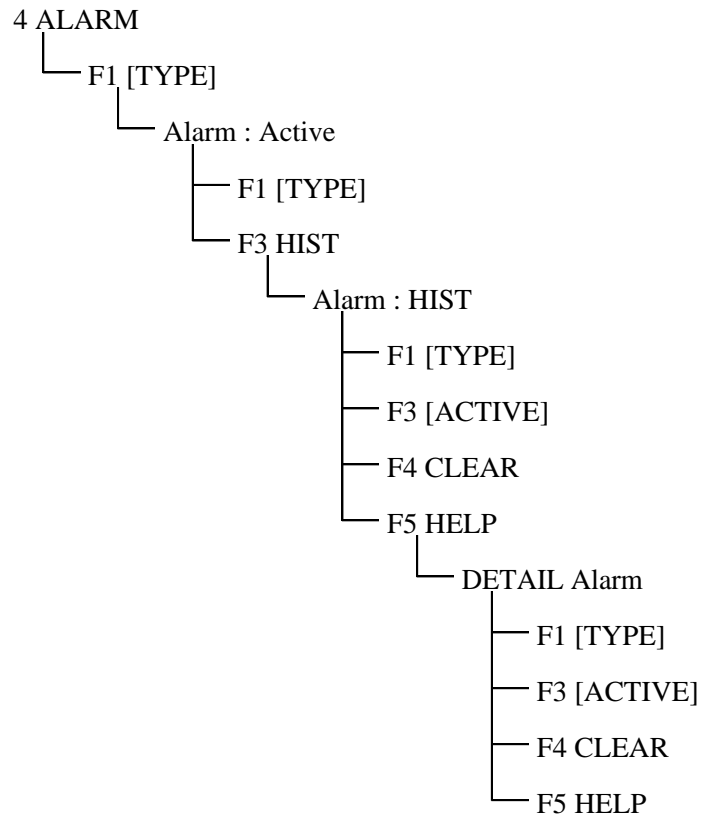 4 ALARM
F1 [TYPE]
Alarm : Active
F1 [TYPE]
F3 HIST
Alarm : HIST
F1 [TYPE]
F3 [ACTIVE]
F4 CLEAR
F5 HELP
DETAIL Alarm
F1 [TYPE]
F3 [ACTIVE]
F4 CLEAR
F5 HELP